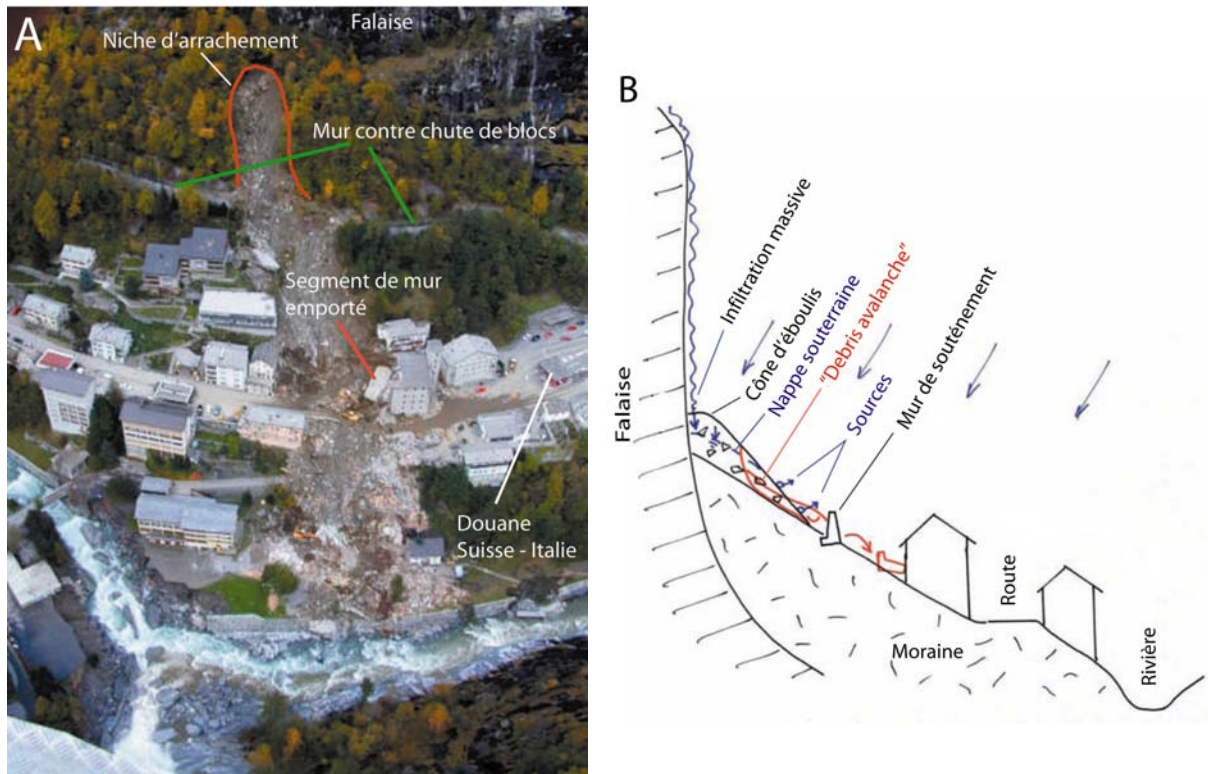 A
Falaise
Niche d'arrachement
Mur contre chute de blocs
Segment de mur
emporté
Douane
Suisse - Italie
B
Falaise
Infiltration massive
Cône d'éboulis
Nappe souterraine
"Debris avalanche"
Sources
Mur de souténement
Moraine
Route
Rivière